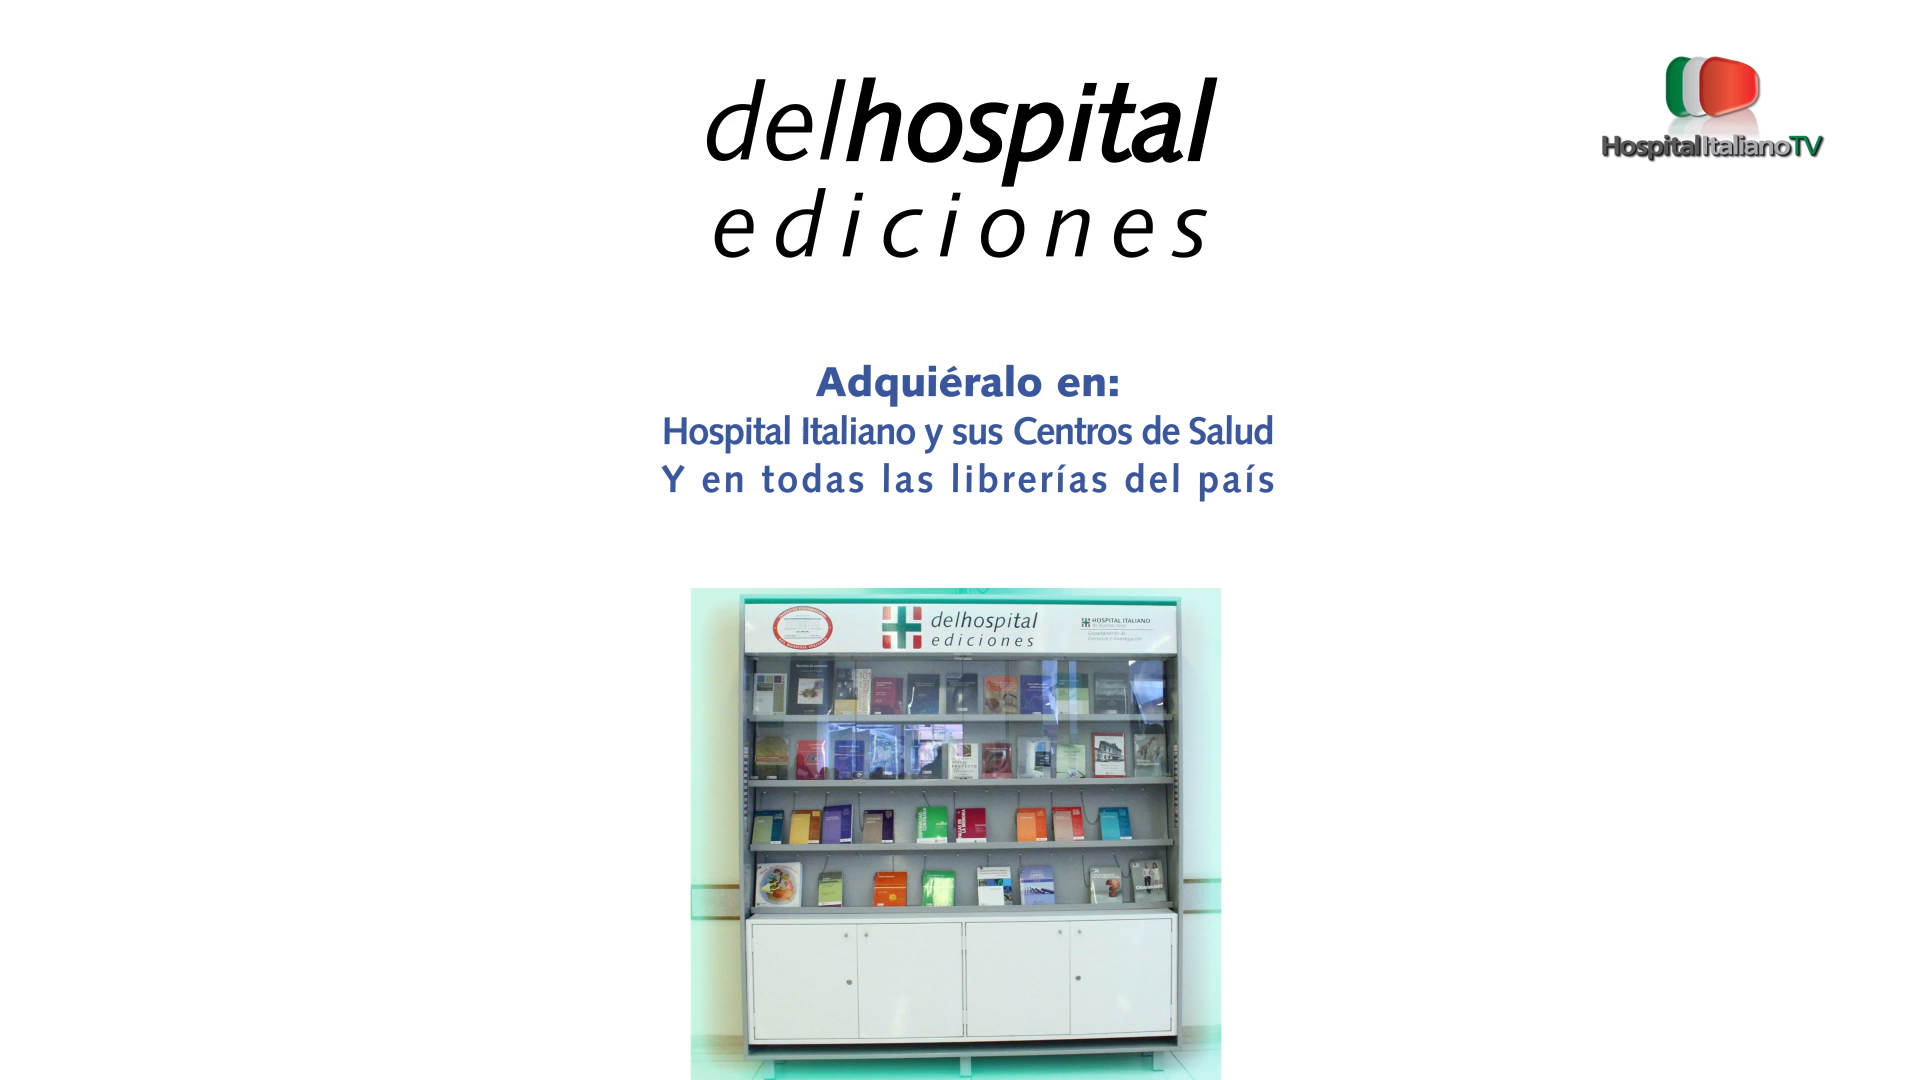 delhospital
ediciones
HospitalItalianoTV
Adquiéralo en:
Hospital Italiano y sus Centros de Salud
Y en todas las librerías del país
delhospital
ediciones
HOSPITAL ITALIANO